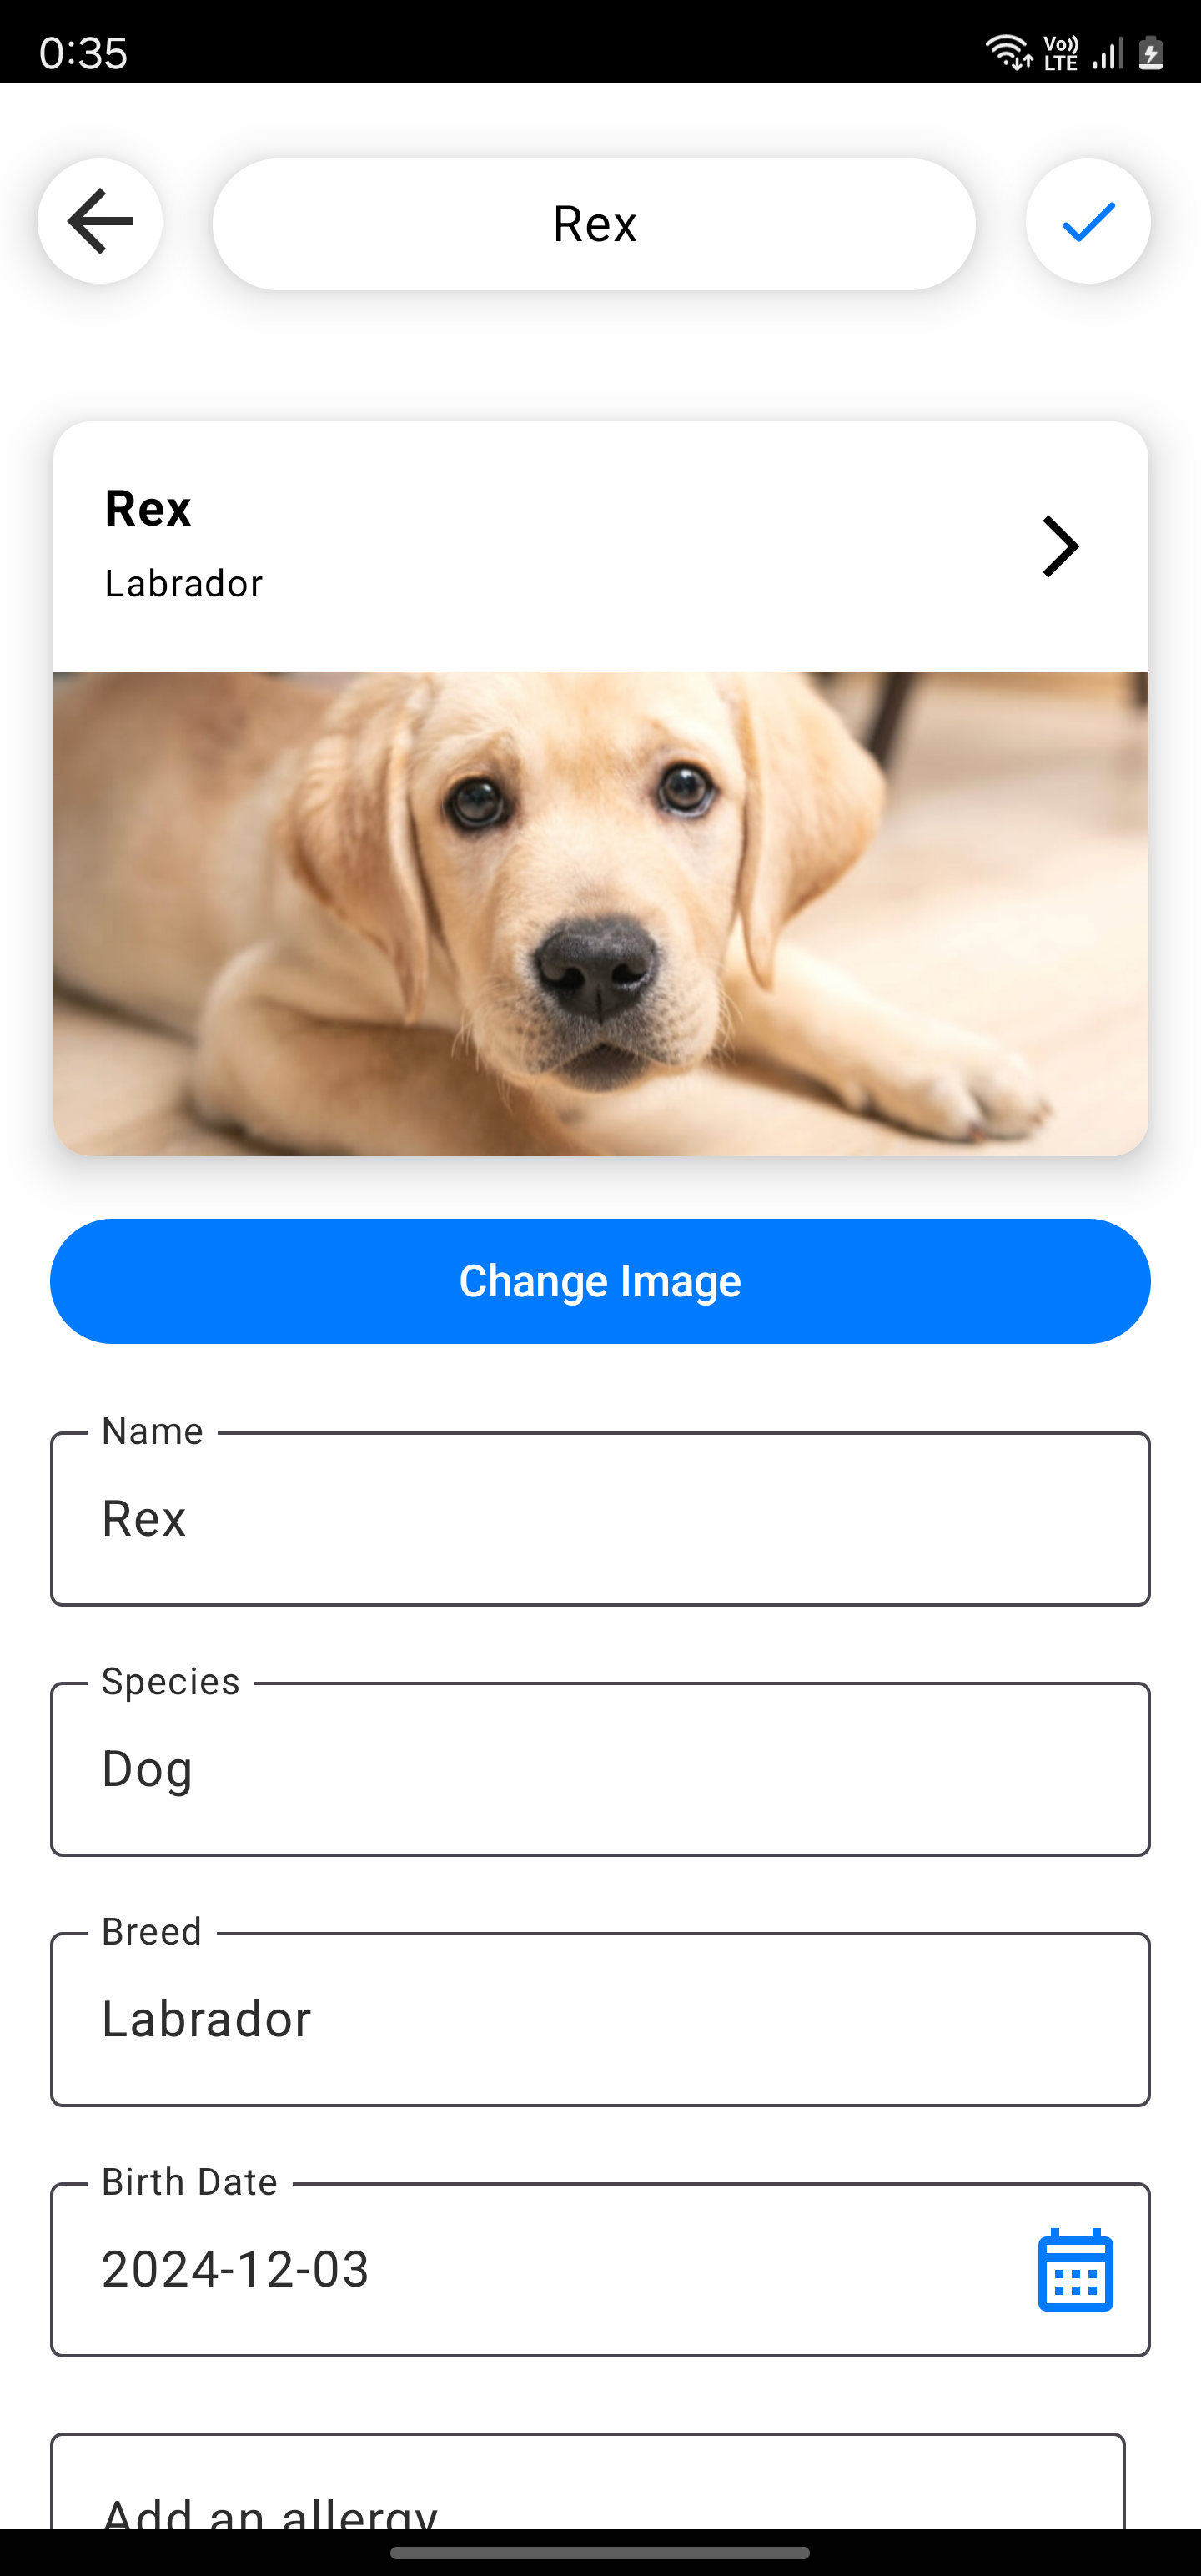 0:35
Vo))
LTE
Rex
Rex
Labrador
Change Image
Name
Rex
Species
Dog
Breed
Labrador
Birth Date
2024-12-03
Add an allergy